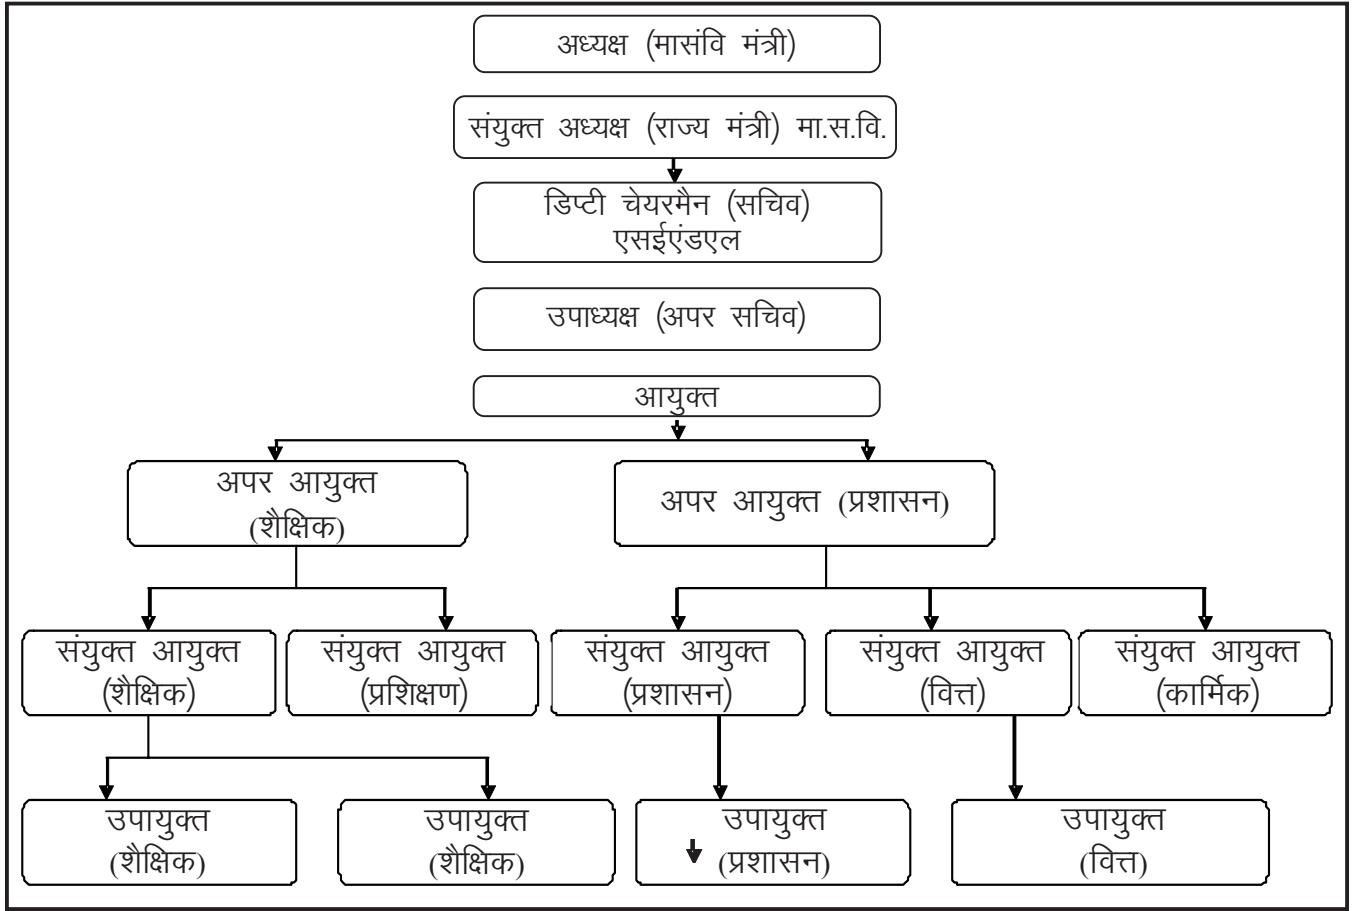 अध्यक्ष (मासंवि मंत्री)
संयुक्त अध्यक्ष (राज्य मंत्री) मा.स.वि.
डिप्टी चेयरमैन (सचिव)
एसईएंडएल
उपाध्यक्ष (अपर सचिव)
आयुक्त
अपर आयुक्त
(शैक्षिक)
अपर आयुक्त (प्रशासन)
संयुक्त आयुक्त
(शैक्षिक)
संयुक्त आयुक्त
(प्रशिक्षण)
संयुक्त आयुक्त
(प्रशासन)
संयुक्त आयुक्त
(वित्त)
संयुक्त आयुक्त
(कार्मिक)
उपायुक्त
(शैक्षिक)
उपायुक्त
(शैक्षिक)
उपायुक्त
(प्रशासन)
उपायुक्त
(वित्त)